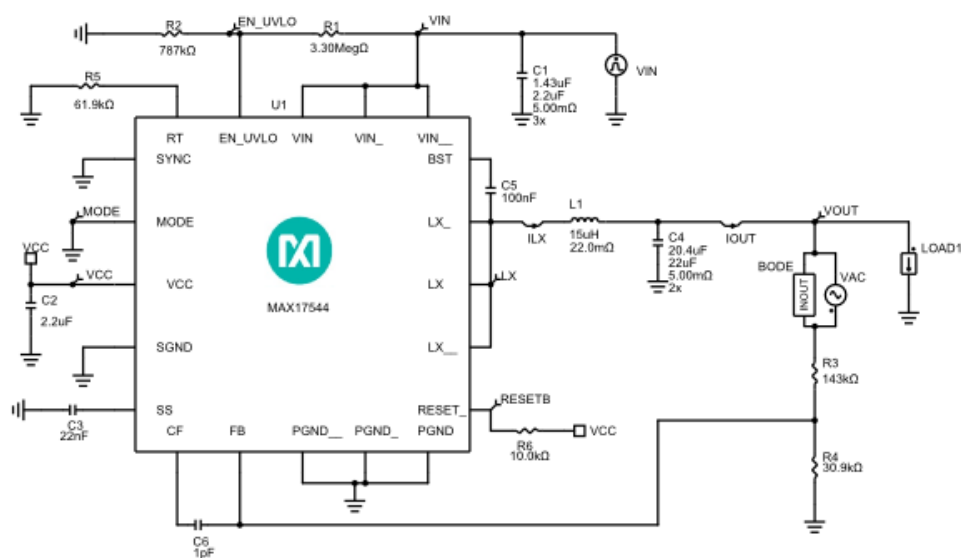 R2
EN_UVLO
R1
VIN
787kΩ
3.30MegΩ
C1
1.43uF
2.2uF
5.00mΩ
3x
VIN
R5
61.9kΩ
U1
RT
EN_UVLO
VIN
VIN_
VIN__
SYNC
BST
C5
100nF
MODE
MODE
LX_
L1
15uH
22.0mΩ
ILX
C4
20.4uF
22uF
5.00mΩ
2x
IOUT
VOUT
LOAD1
VCC
VCC
VCC
LX
LX
BODE
INOUT
VAC
MAX17544
C2
2.2uF
SGND
LX__
R3
143kΩ
SS
C3
22nF
RESET_
RESETB
CF
FB
PGND__
PGND_
PGND
R6
10.0kΩ
VCC
R4
30.9kΩ
C6
1pF